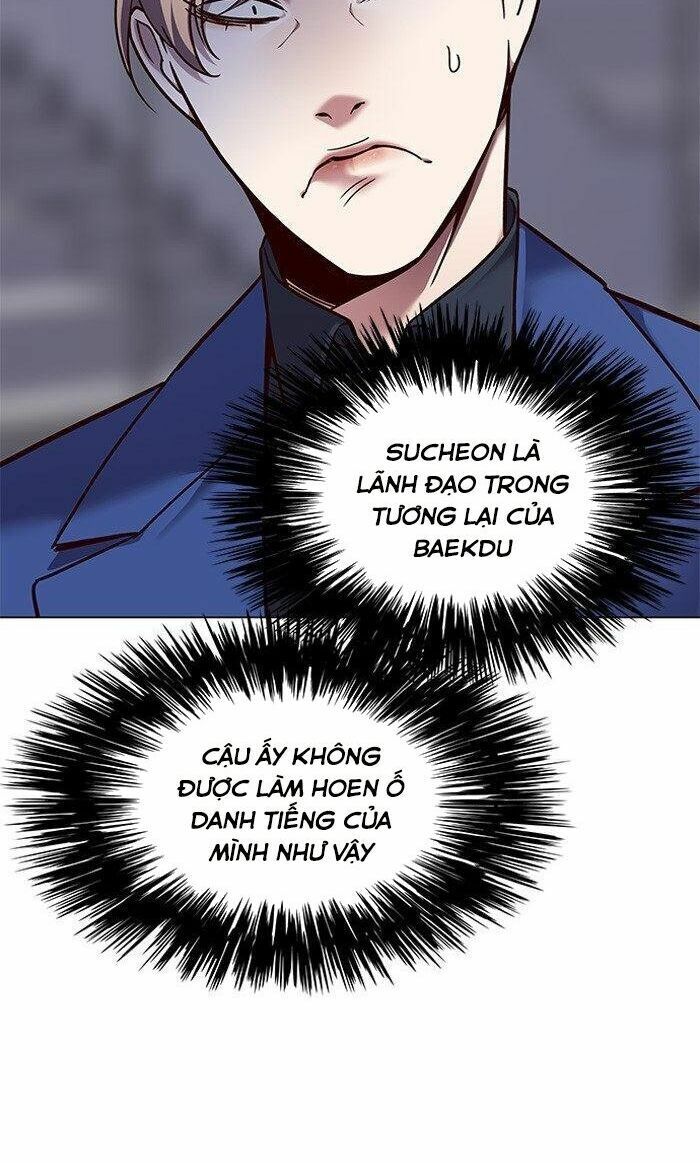 SUCHEON LÀ
LÃNH ĐẠO TRONG
TƯƠNG LẠI CỦA
BAEKDU
CẬU ẤY KHÔNG
ĐƯỢC LÀM HOEN Ố
DANH TIẾNG CỦA
MÌNH NHƯ VẬY